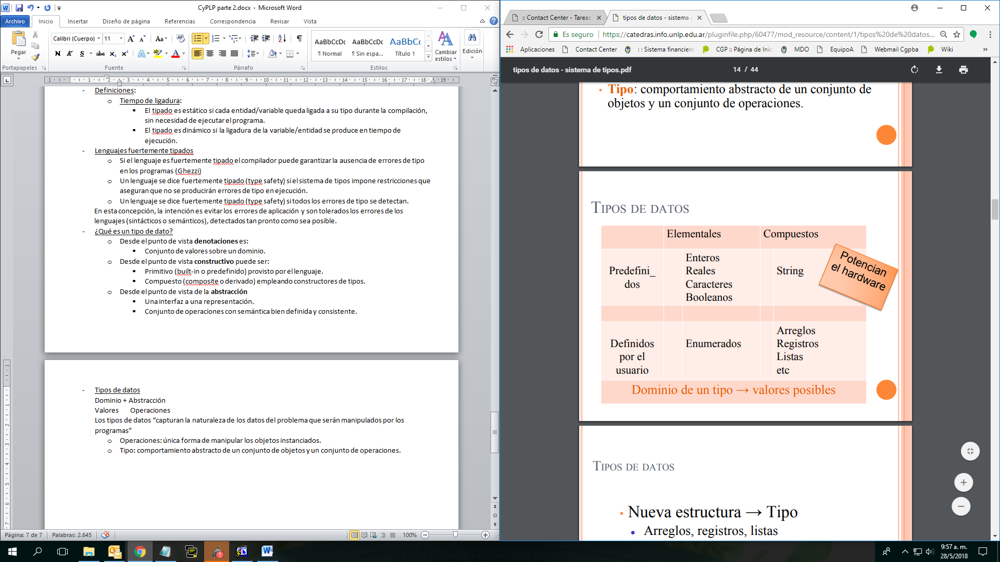 CyPLP parte 2.docx - Microsoft Word
Archivo
Inicio
Insertar
Diseño de página
Referencias
Correspondencia
Revisar
Vista
Pegar
Portapapeles
Calibri (Cuerpo)
11
Fuente
Párrafo
AaBbCcDc
¶ Normal
AaBbCcDc
¶ Sin espa...
AaBbCc
Título 1
Cambiar
estilos
Estilos
Edición
- Definiciones:
o Tiempo de ligadura:
▪ El tipado es estático si cada entidad/variable queda ligada a su tipo durante la compilación,
sin necesidad de ejecutar el programa.
▪ El tipado es dinámico si la ligadura de la variable/entidad se produce en tiempo de
ejecución.
- Lenguajes fuertemente tipados
o Si el lenguaje es fuertemente tipado el compilador puede garantizar la ausencia de errores de tipo
en los programas (Ghezzi)
o Un lenguaje se dice fuertemente tipado (type safety) si el sistema de tipos impone restricciones que
aseguran que no se producirán errores de tipo en ejecución.
o Un lenguaje se dice fuertemente tipado (type safety) si todos los errores de tipo se detectan.
En esta concepción, la intención es evitar los errores de aplicación y son tolerados los errores de los
lenguajes (sintácticos o semánticos), detectados tan pronto como sea posible.
- ¿Qué es un tipo de dato?
o Desde el punto de vista denotaciones es:
▪ Conjunto de valores sobre un dominio.
o Desde el punto de vista constructivo puede ser:
▪ Primitivo (built-in o predefinido) provisto por el lenguaje.
▪ Compuesto (composite o derivado) empleando constructores de tipos.
o Desde el punto de vista de la abstracción
▪ Una interfaz a una representación.
▪ Conjunto de operaciones con semántica bien definida y consistente.
- Tipos de datos
Dominio + Abstracción
Valores Operaciones
Los tipos de datos “capturan la naturaleza de los datos del problema que serán manipulados por los
programas”
o Operaciones: única forma de manipular los objetos instanciados.
o Tipo: comportamiento abstracto de un conjunto de objetos y un conjunto de operaciones.
Página: 7 de 7
Palabras: 2.645
100%
:: Contact Center - Tareas
tipos de datos - sistema
Es seguro
https://catedras.info.unlp.edu.ar/pluginfile.php/60477/mod_resource/content/1/tipos%20de%20datos...
Aplicaciones
Contact Center
: : Sistema financiero
CGP :: Página de Inic
MDO
EquipoA
Webmail Cgpba
Wiki
»
tipos de datos - sistema de tipos.pdf
14 / 44
• Tipo: comportamiento abstracto de un conjunto de
objetos y un conjunto de operaciones.
TIPOS DE DATOS
Elementales
Compuestos
Predefini_
dos
Enteros
Reales
Caracteres
Booleanos
String
Potencian
el hardware
Definidos
por el
usuario
Enumerados
Arreglos
Registros
Listas
etc
Dominio de un tipo → valores posibles
TIPOS DE DATOS
• Nueva estructura → Tipo
• Arreglos, registros, listas
9:57 a. m.
28/5/2018